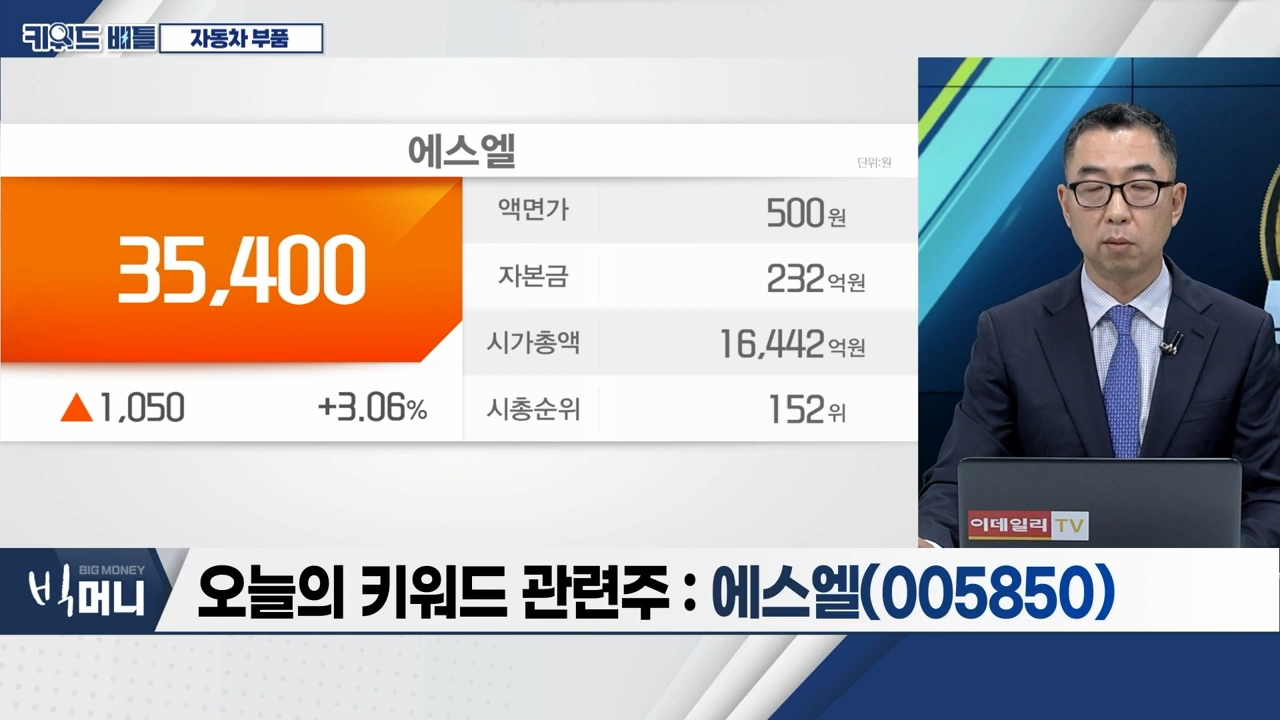 키워드 배틀 자동차 부품
에스엘
단위:원
35,400
▲1,050 +3.06%
액면가 500원
자본금 232억원
시가총액 16,442억원
시총순위 152위
이데일리 TV
BIG MONEY
빅머니
오늘의 키워드 관련주 : 에스엘(005850)